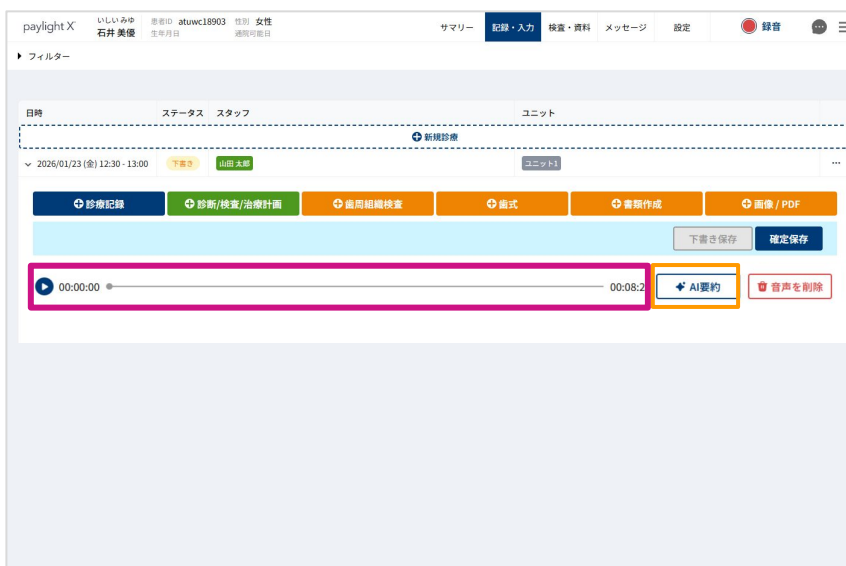 paylight X
いしい みゆ
石井 美優
患者ID atuwc18903 性別 女性
生年月日 通院可能日
サマリー 記録・入力 検査・資料 メッセージ 設定 録音
フィルター
日時 ステータス スタッフ ユニット
新規診療
2026/01/23 (金) 12:30 - 13:00 下書き 山田 太郎 ユニット1 ...
診療記録 診断/検査/治療計画 歯周組織検査 歯式 書類作成 画像 / PDF
下書き保存 確定保存
00:00:00 00:08:2 AI要約 音声を削除